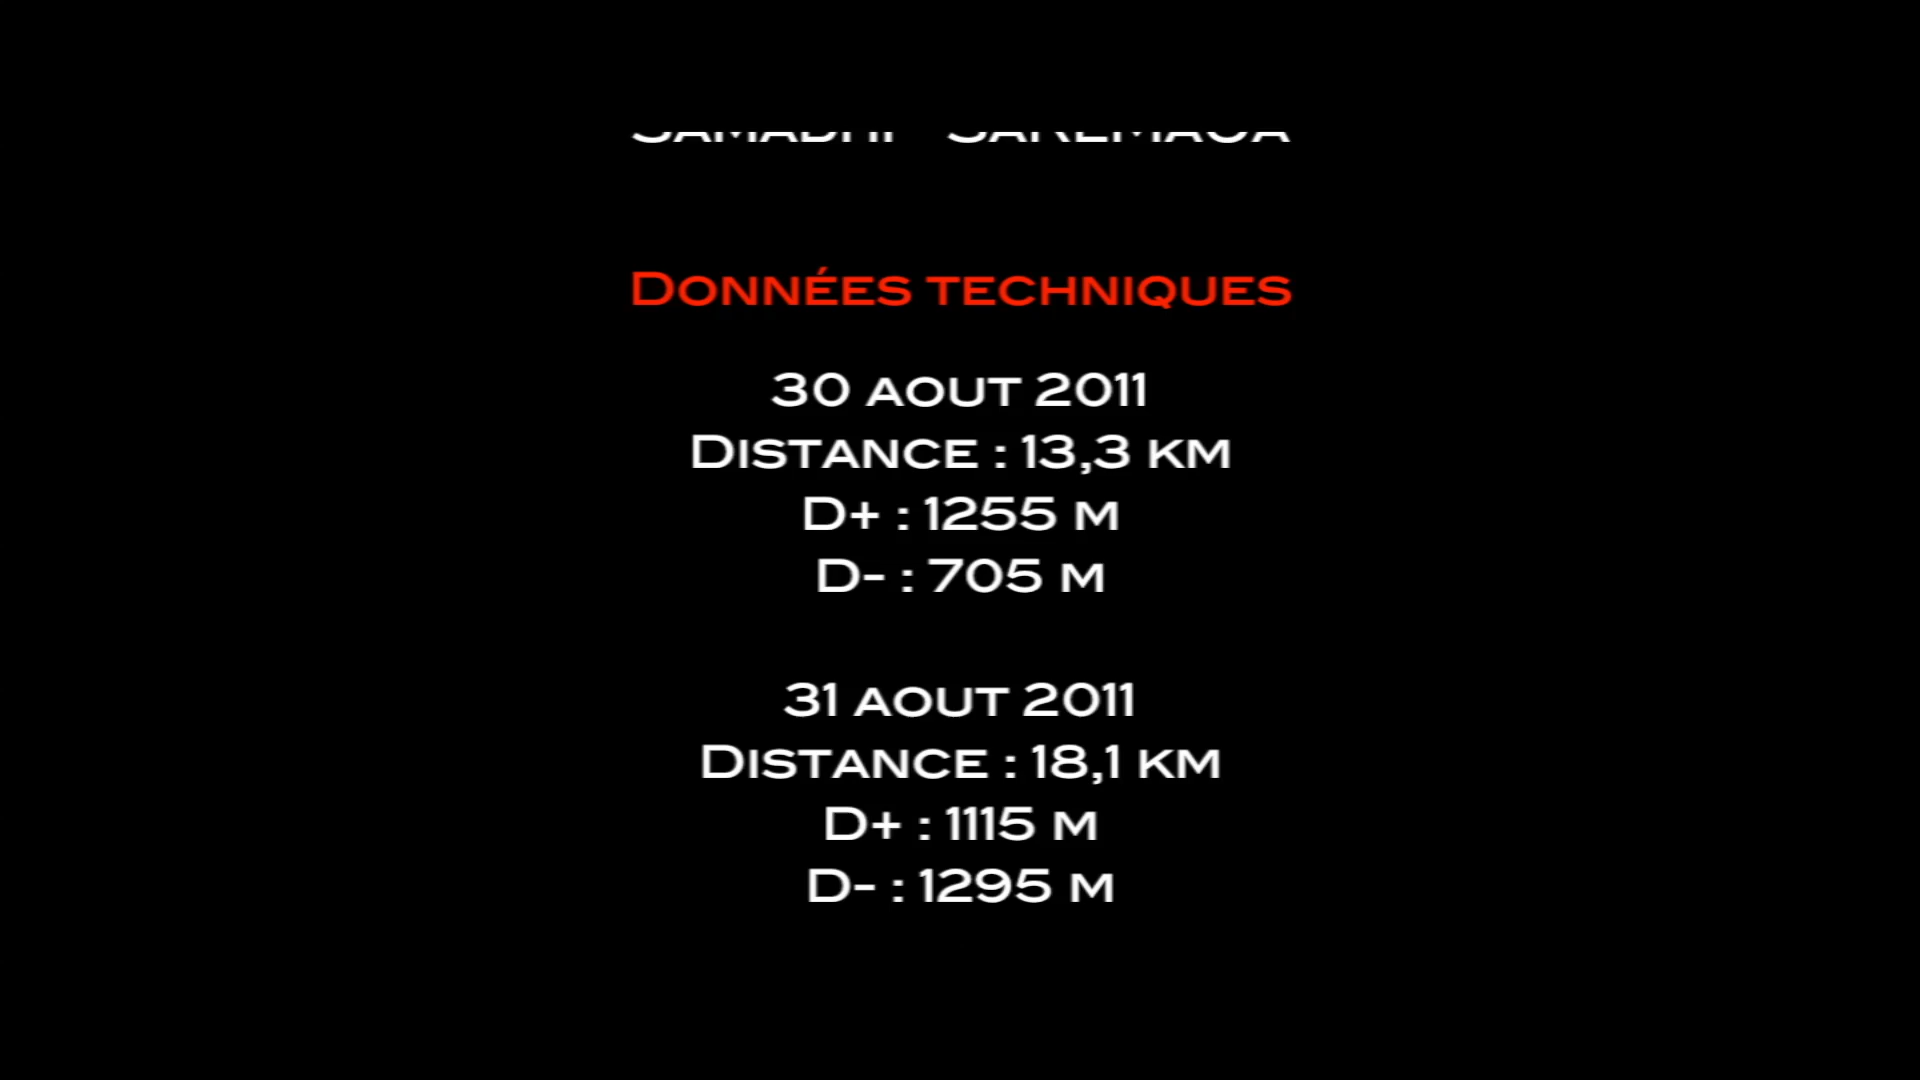 Données techniques
30 aout 2011
Distance : 13,3 km
D+ : 1255 m
D- : 705 m
31 aout 2011
Distance : 18,1 km
D+ : 1115 m
D- : 1295 m